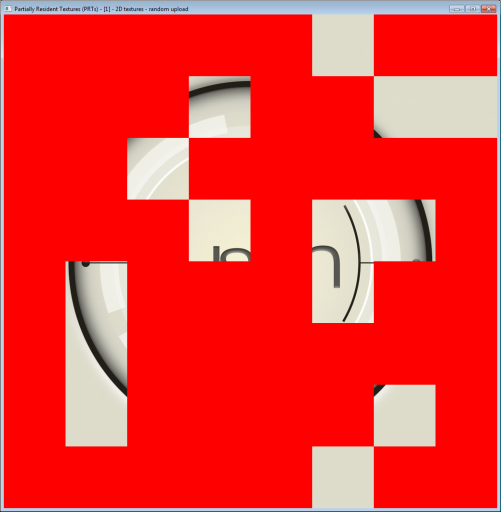 Partially Resident Textures (PRTs) - [1] - 2D textures - random upload